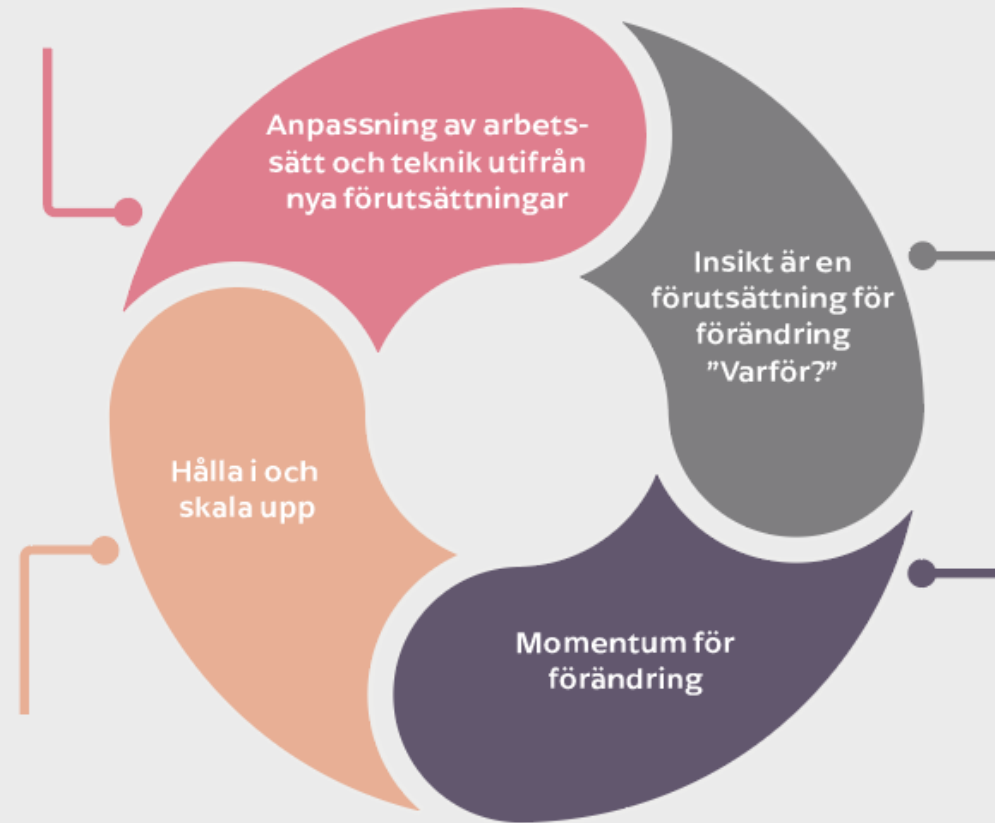 Anpassning av arbets-
sätt och teknik utifrån
nya förutsättningar
Insikt är en
förutsättning för
förändring
”Varför?”
Momentum för
förändring
Hålla i och
skala upp